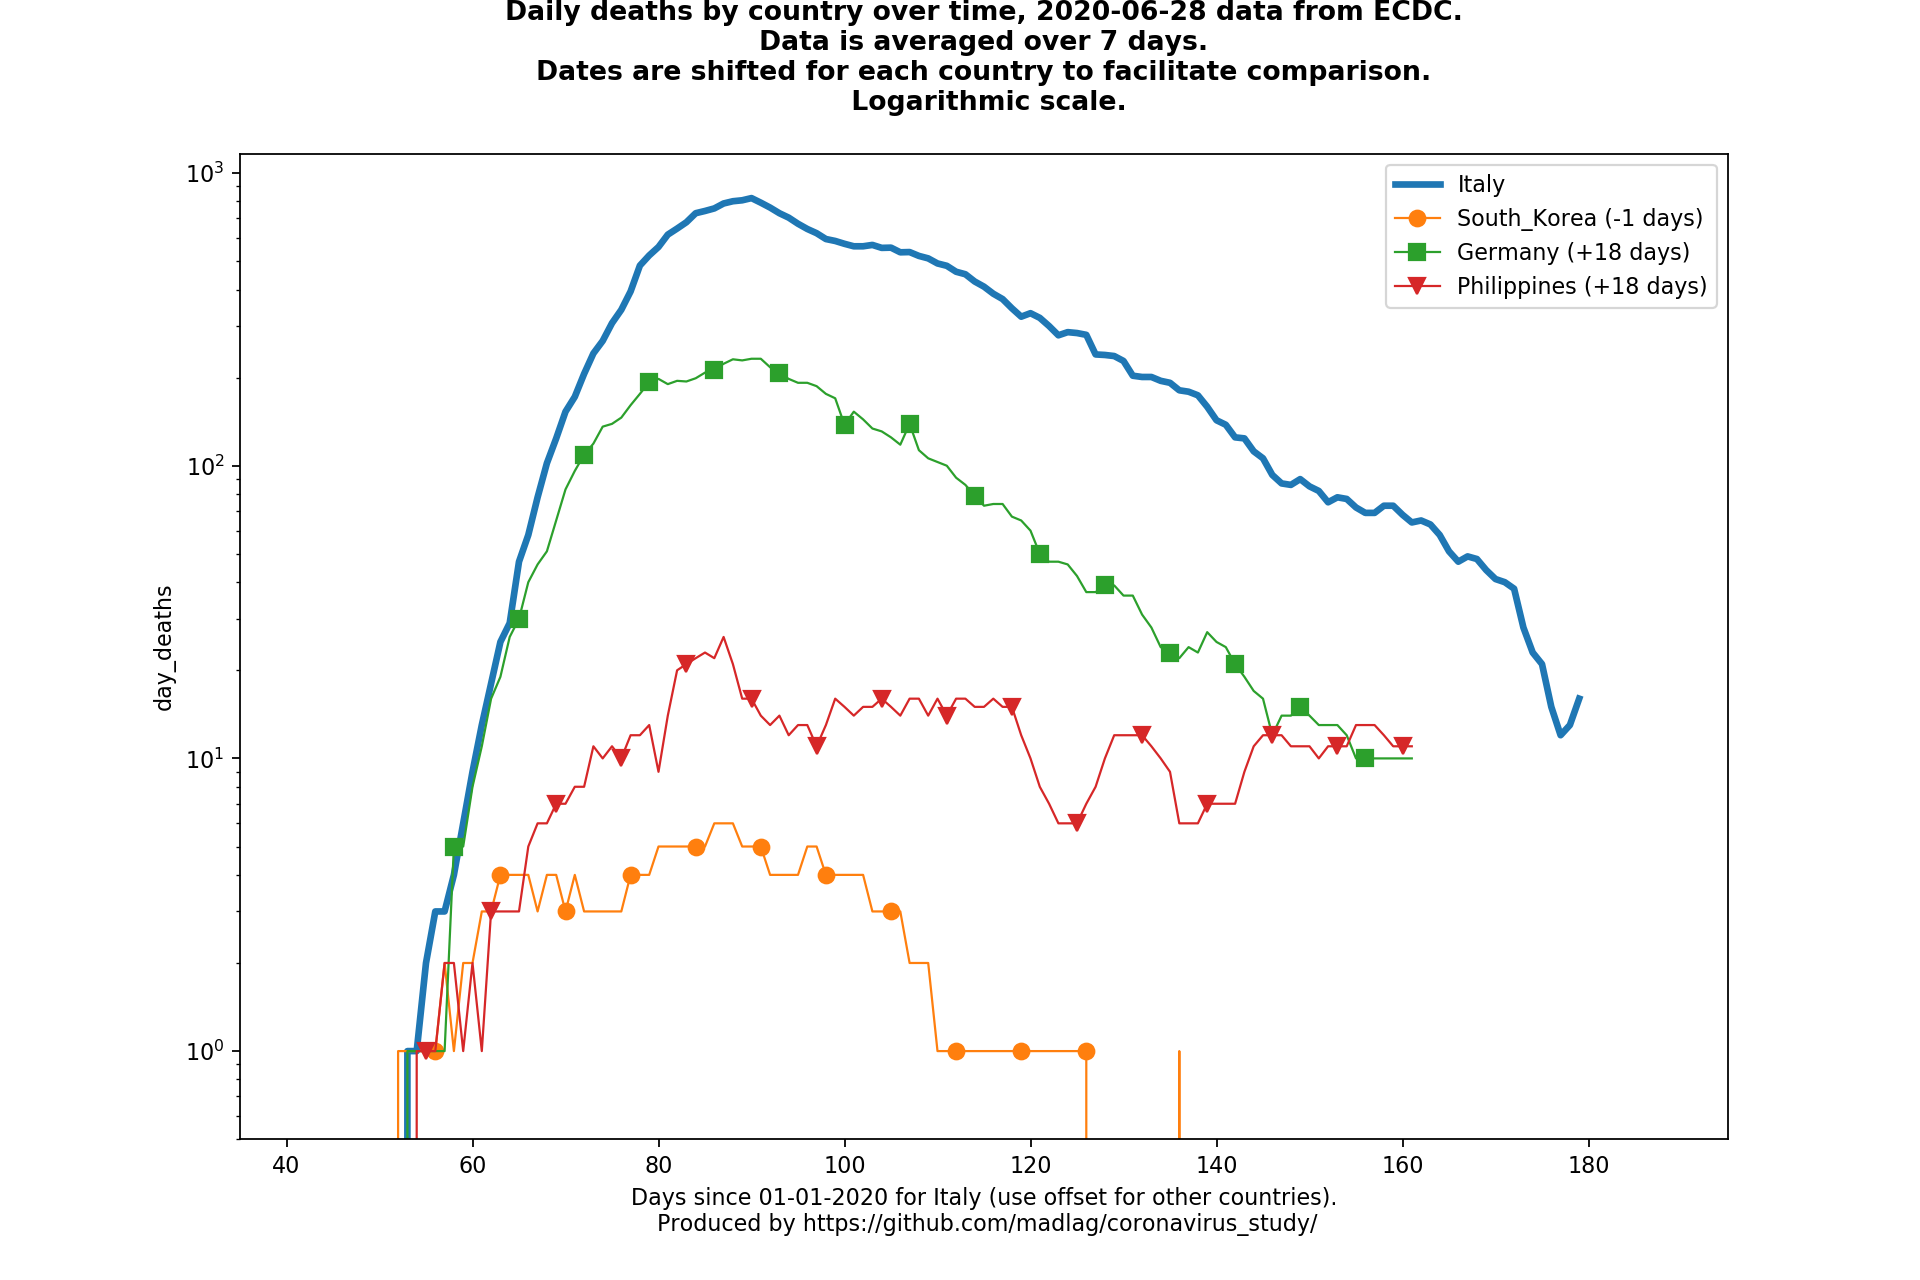 Daily deaths by country over time, 2020-06-28 data from ECDC.
Data is averaged over 7 days.
Dates are shifted for each country to facilitate comparison.
Logarithmic scale.
10³
10²
10¹
10⁰
day_deaths
Italy
South_Korea (-1 days)
Germany (+18 days)
Philippines (+18 days)
40 60 80 100 120 140 160 180
Days since 01-01-2020 for Italy (use offset for other countries).
Produced by https://github.com/madlag/coronavirus_study/